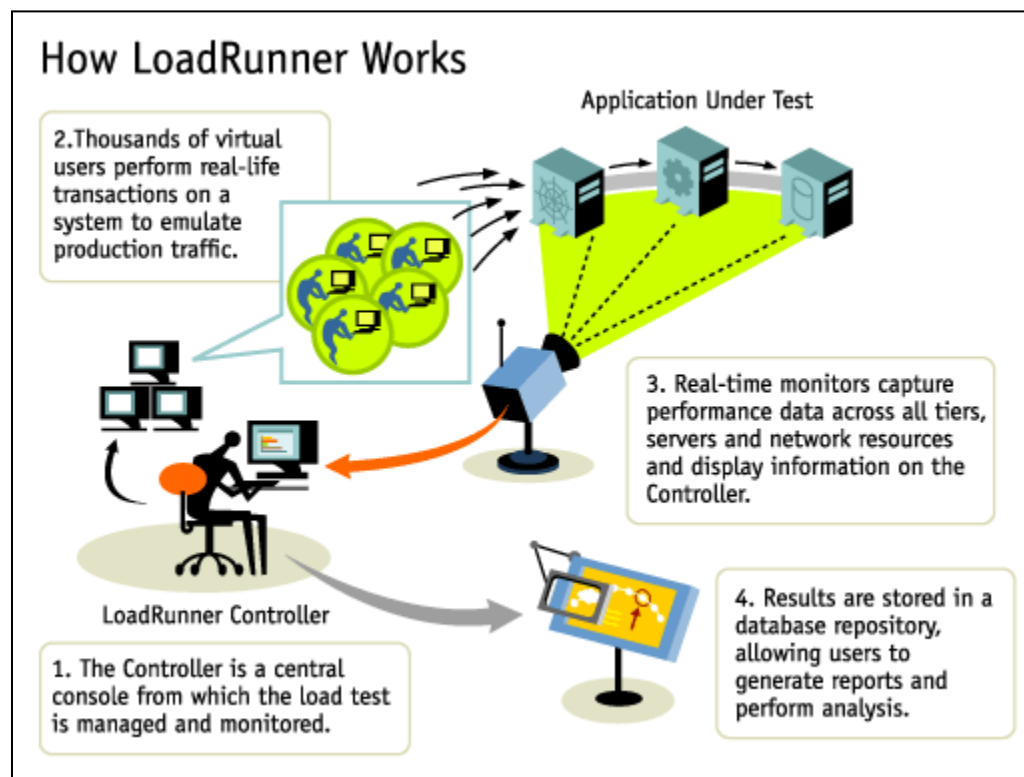 How LoadRunner Works
Application Under Test
2.Thousands of virtual
users perform real-life
transactions on a
system to emulate
production traffic.
3. Real-time monitors capture
performance data across all tiers,
servers and network resources
and display information on the
Controller.
LoadRunner Controller
1. The Controller is a central
console from which the load test
is managed and monitored.
4. Results are stored in a
database repository,
allowing users to
generate reports and
perform analysis.